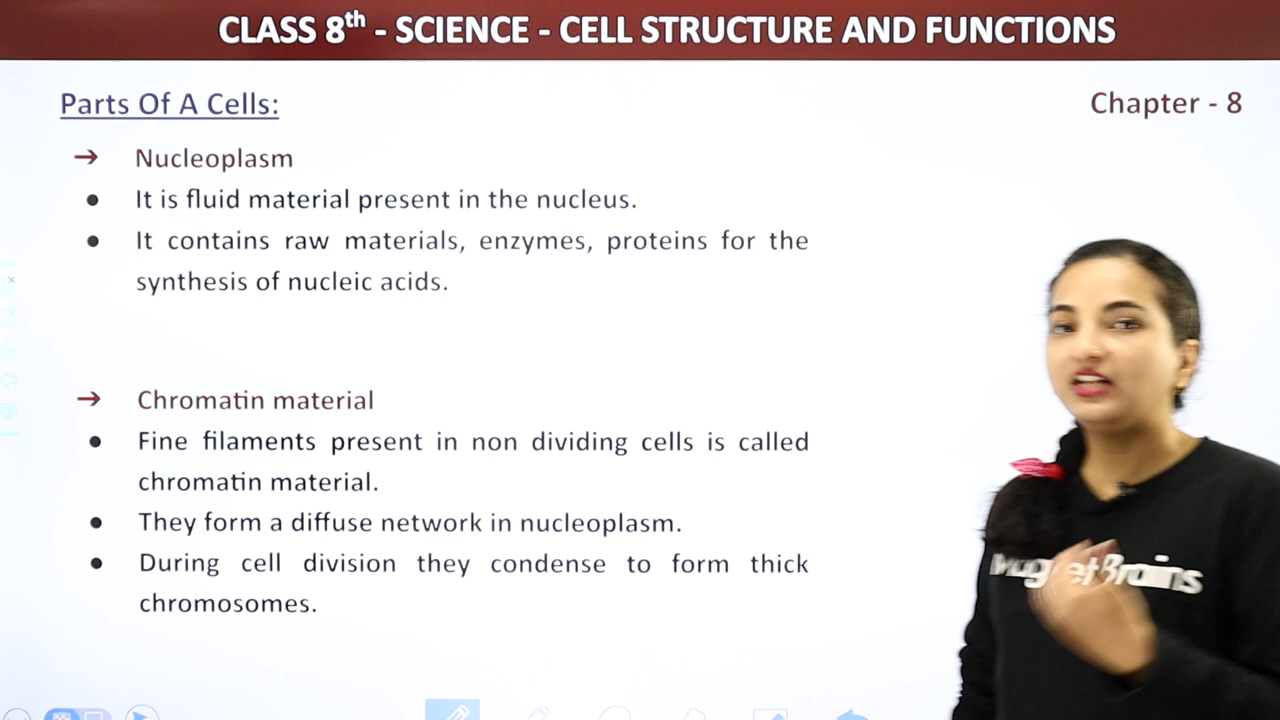 CLASS 8th - SCIENCE - CELL STRUCTURE AND FUNCTIONS
Parts Of A Cells:
Chapter - 8
→ Nucleoplasm
● It is fluid material present in the nucleus.
● It contains raw materials, enzymes, proteins for the
synthesis of nucleic acids.
→ Chromatin material
● Fine filaments present in non dividing cells is called
chromatin material.
● They form a diffuse network in nucleoplasm.
● During cell division they condense to form thick
chromosomes.
Magnet Brains